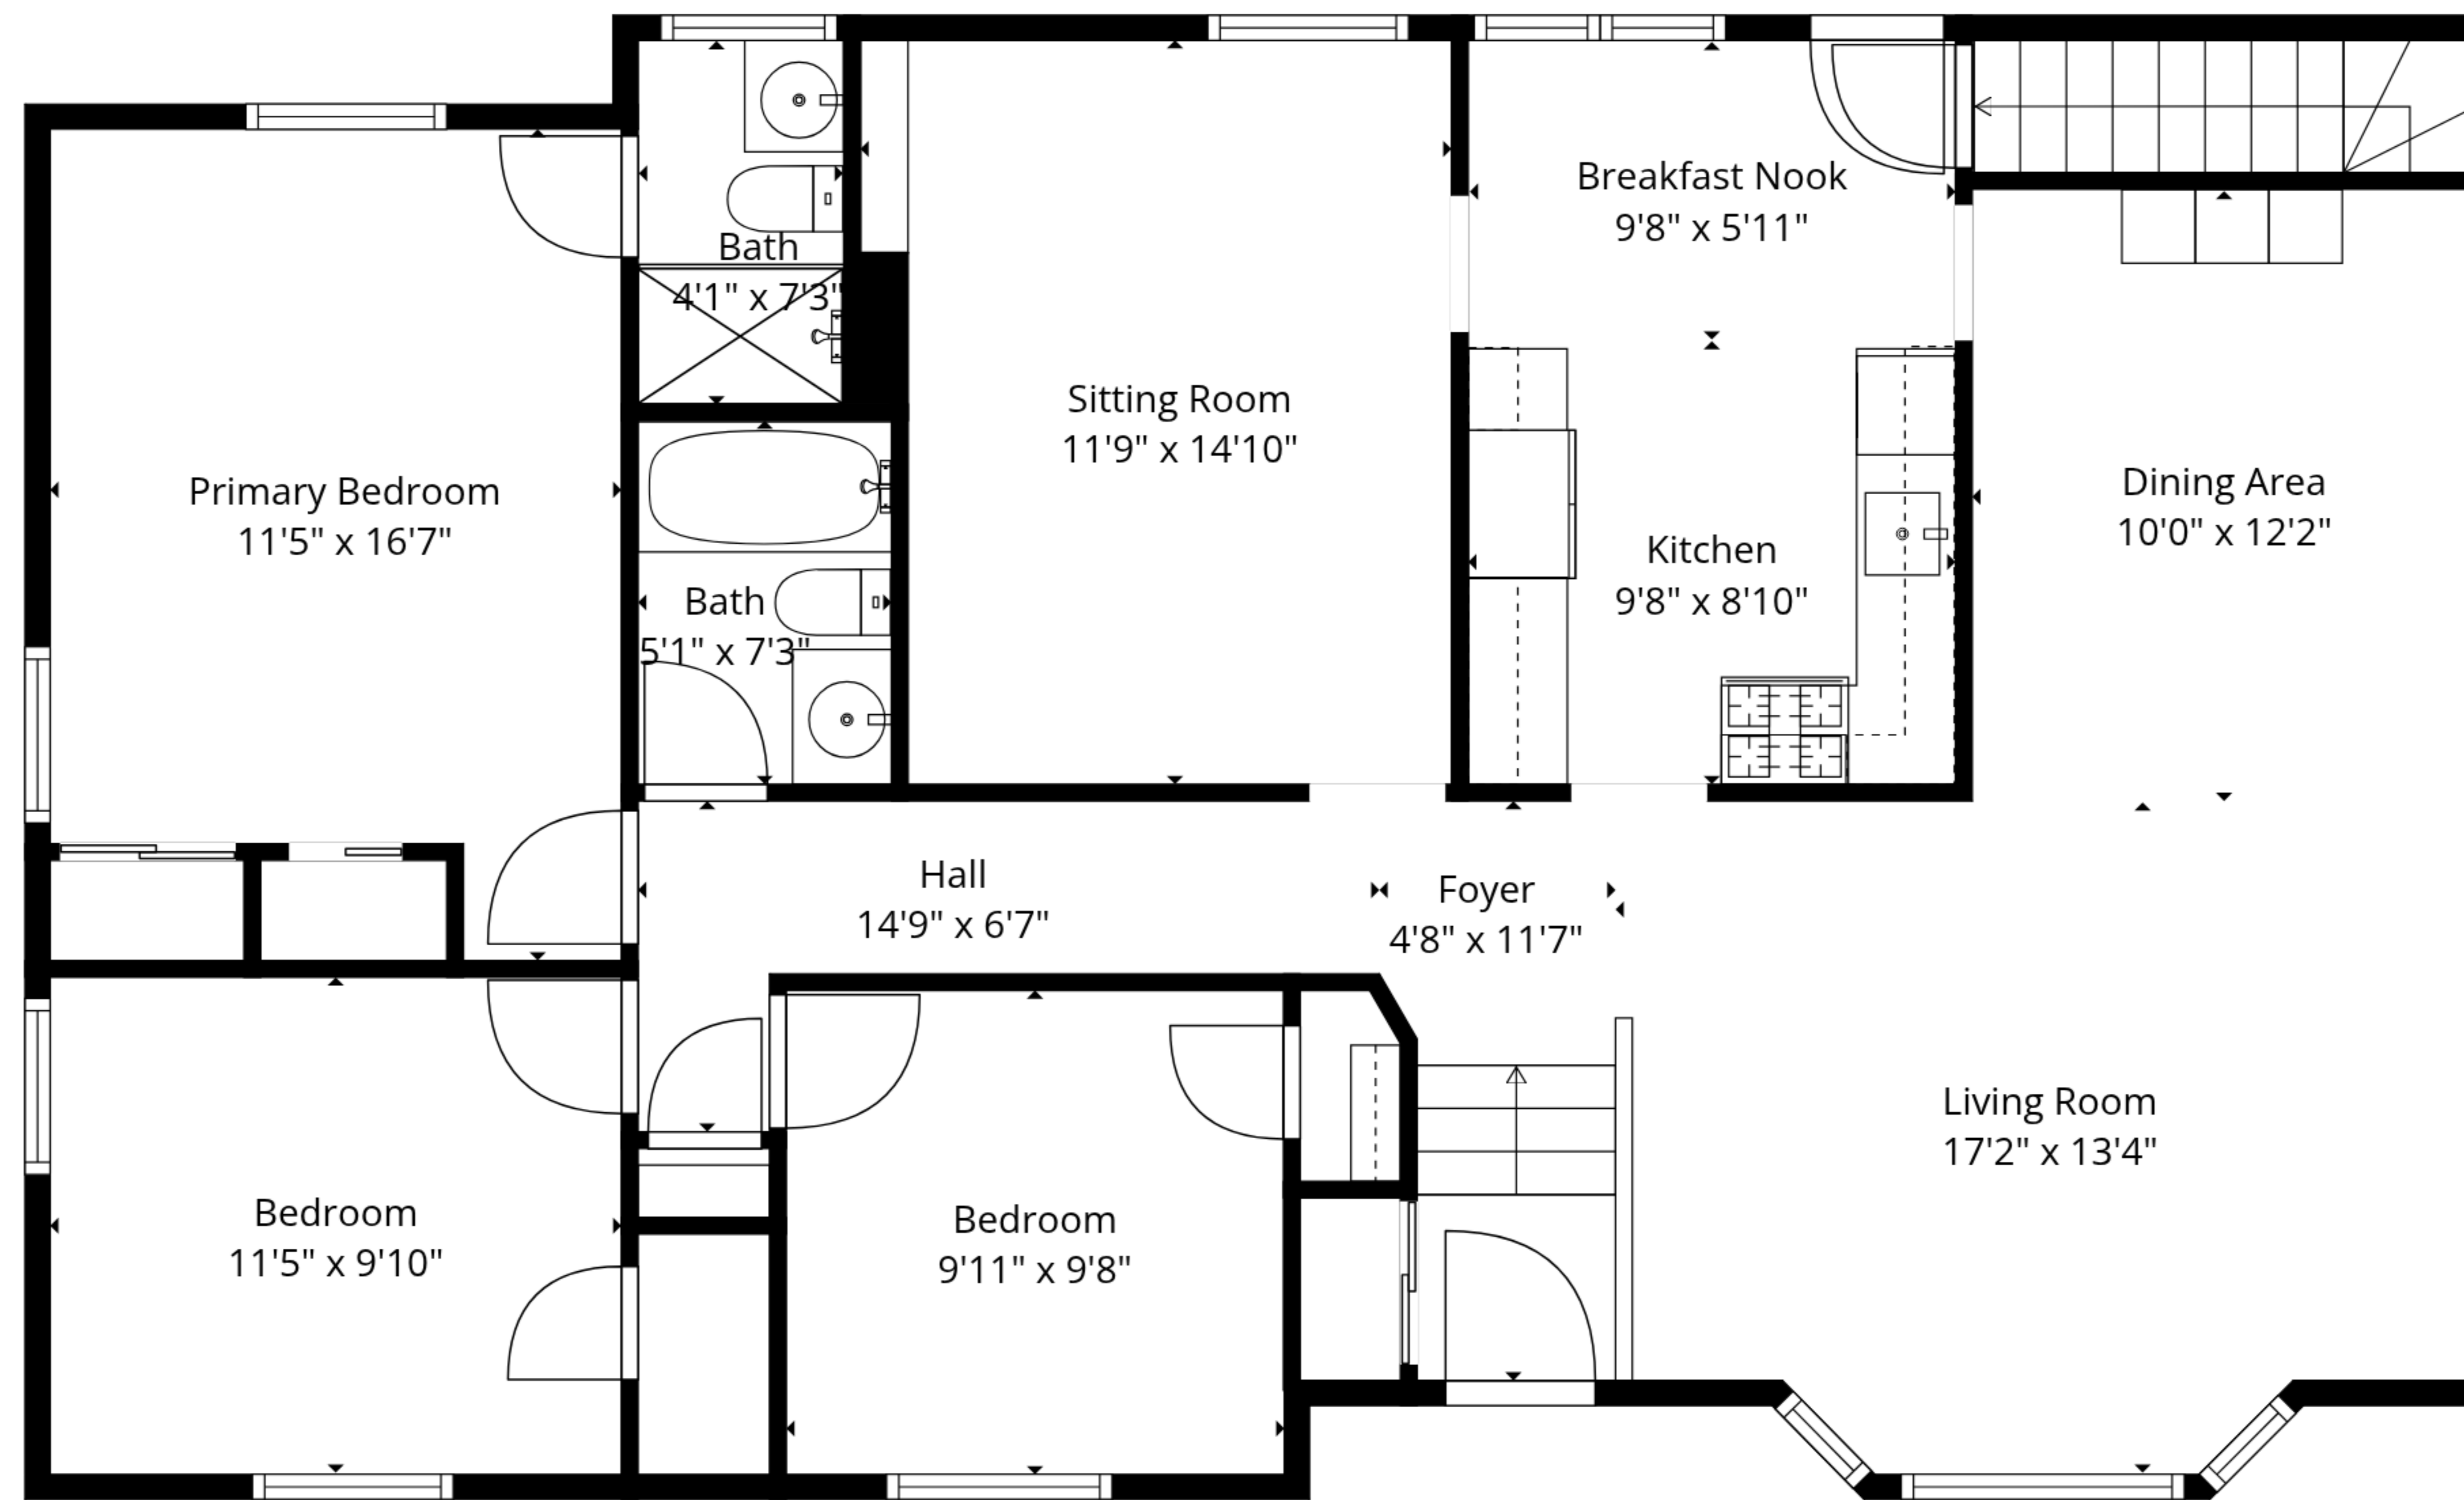 Breakfast Nook
9'8" x 5'11"
Bath
4'1" x 7'3"
Sitting Room
11'9" x 14'10"
Primary Bedroom
11'5" x 16'7"
Dining Area
10'0" x 12'2"
Kitchen
9'8" x 8'10"
Bath
5'1" x 7'3"
Hall
14'9" x 6'7"
Foyer
4'8" x 11'7"
Living Room
17'2" x 13'4"
Bedroom
11'5" x 9'10"
Bedroom
9'11" x 9'8"